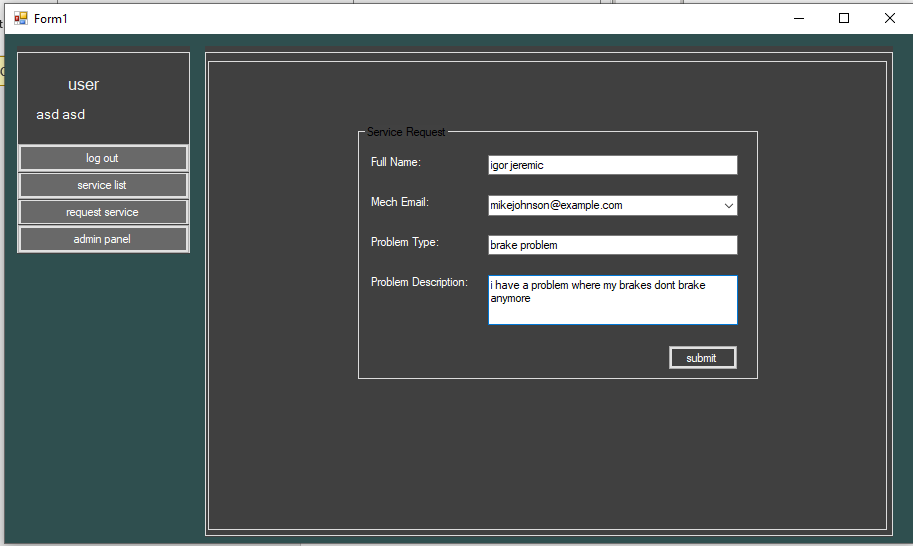 Form1
user
asd asd
log out
service list
request service
admin panel
Service Request
Full Name:
igor jeremic
Mech Email:
mikejohnson@example.com
Problem Type:
brake problem
Problem Description:
i have a problem where my brakes dont brake
anymore
submit